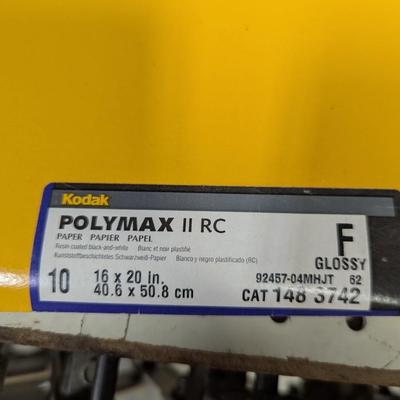 Kodak
POLYMAX II RC
PAPER PAPIER PAPEL
Resin-coated black-and-white Blanc et noir plastifié
Kunststoffbeschichtetes Schwarzweiß-Papier Blanco y negro plastificado (RC)
10 16 x 20 in.
40.6 x 50.8 cm
F
GLOSSY
92457-04MHJT 62
CAT 148 3742